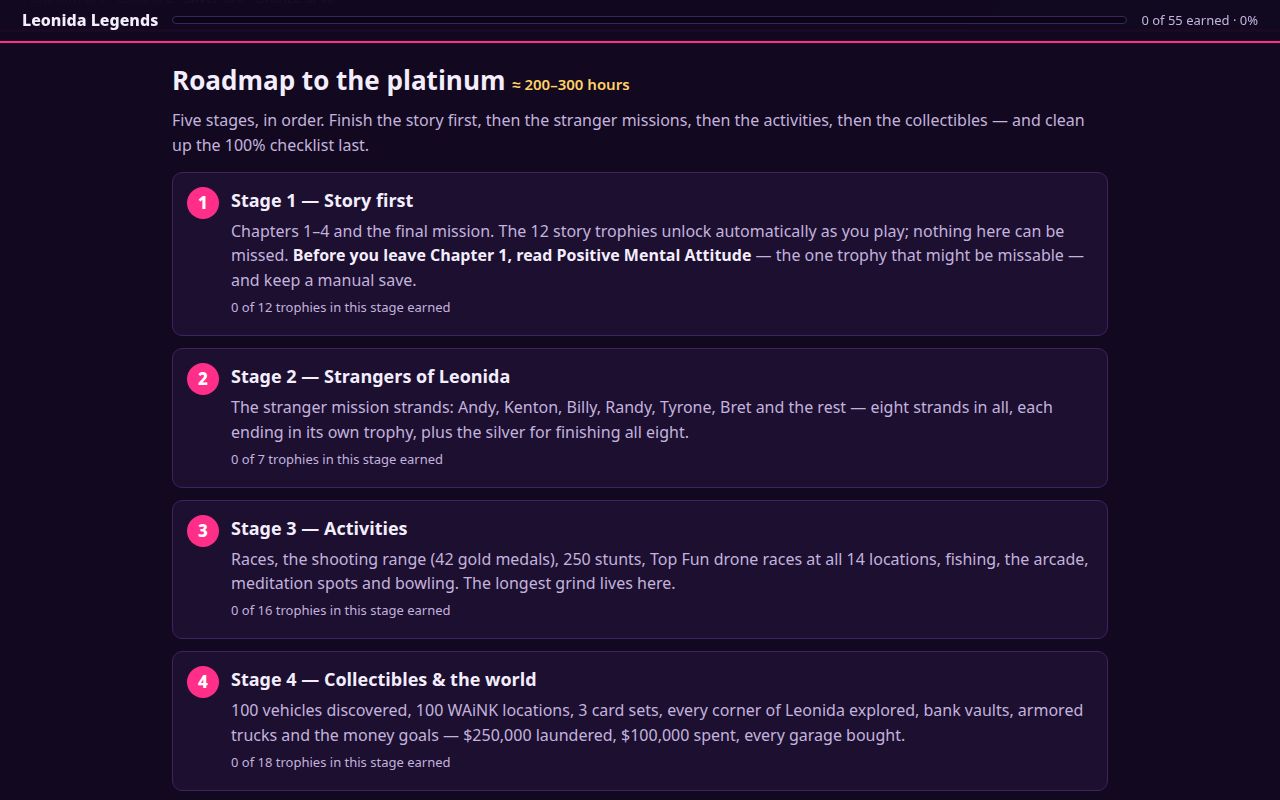 Leonida Legends
0 of 55 earned · 0%
Roadmap to the platinum ≈ 200–300 hours
Five stages, in order. Finish the story first, then the stranger missions, then the activities, then the collectibles — and clean
up the 100% checklist last.
1
Stage 1 — Story first
Chapters 1–4 and the final mission. The 12 story trophies unlock automatically as you play; nothing here can be
missed. Before you leave Chapter 1, read Positive Mental Attitude — the one trophy that might be missable —
and keep a manual save.
0 of 12 trophies in this stage earned
2
Stage 2 — Strangers of Leonida
The stranger mission strands: Andy, Kenton, Billy, Randy, Tyrone, Bret and the rest — eight strands in all, each
ending in its own trophy, plus the silver for finishing all eight.
0 of 7 trophies in this stage earned
3
Stage 3 — Activities
Races, the shooting range (42 gold medals), 250 stunts, Top Fun drone races at all 14 locations, fishing, the arcade,
meditation spots and bowling. The longest grind lives here.
0 of 16 trophies in this stage earned
4
Stage 4 — Collectibles & the world
100 vehicles discovered, 100 WAiNK locations, 3 card sets, every corner of Leonida explored, bank vaults, armored
trucks and the money goals — $250,000 laundered, $100,000 spent, every garage bought.
0 of 18 trophies in this stage earned